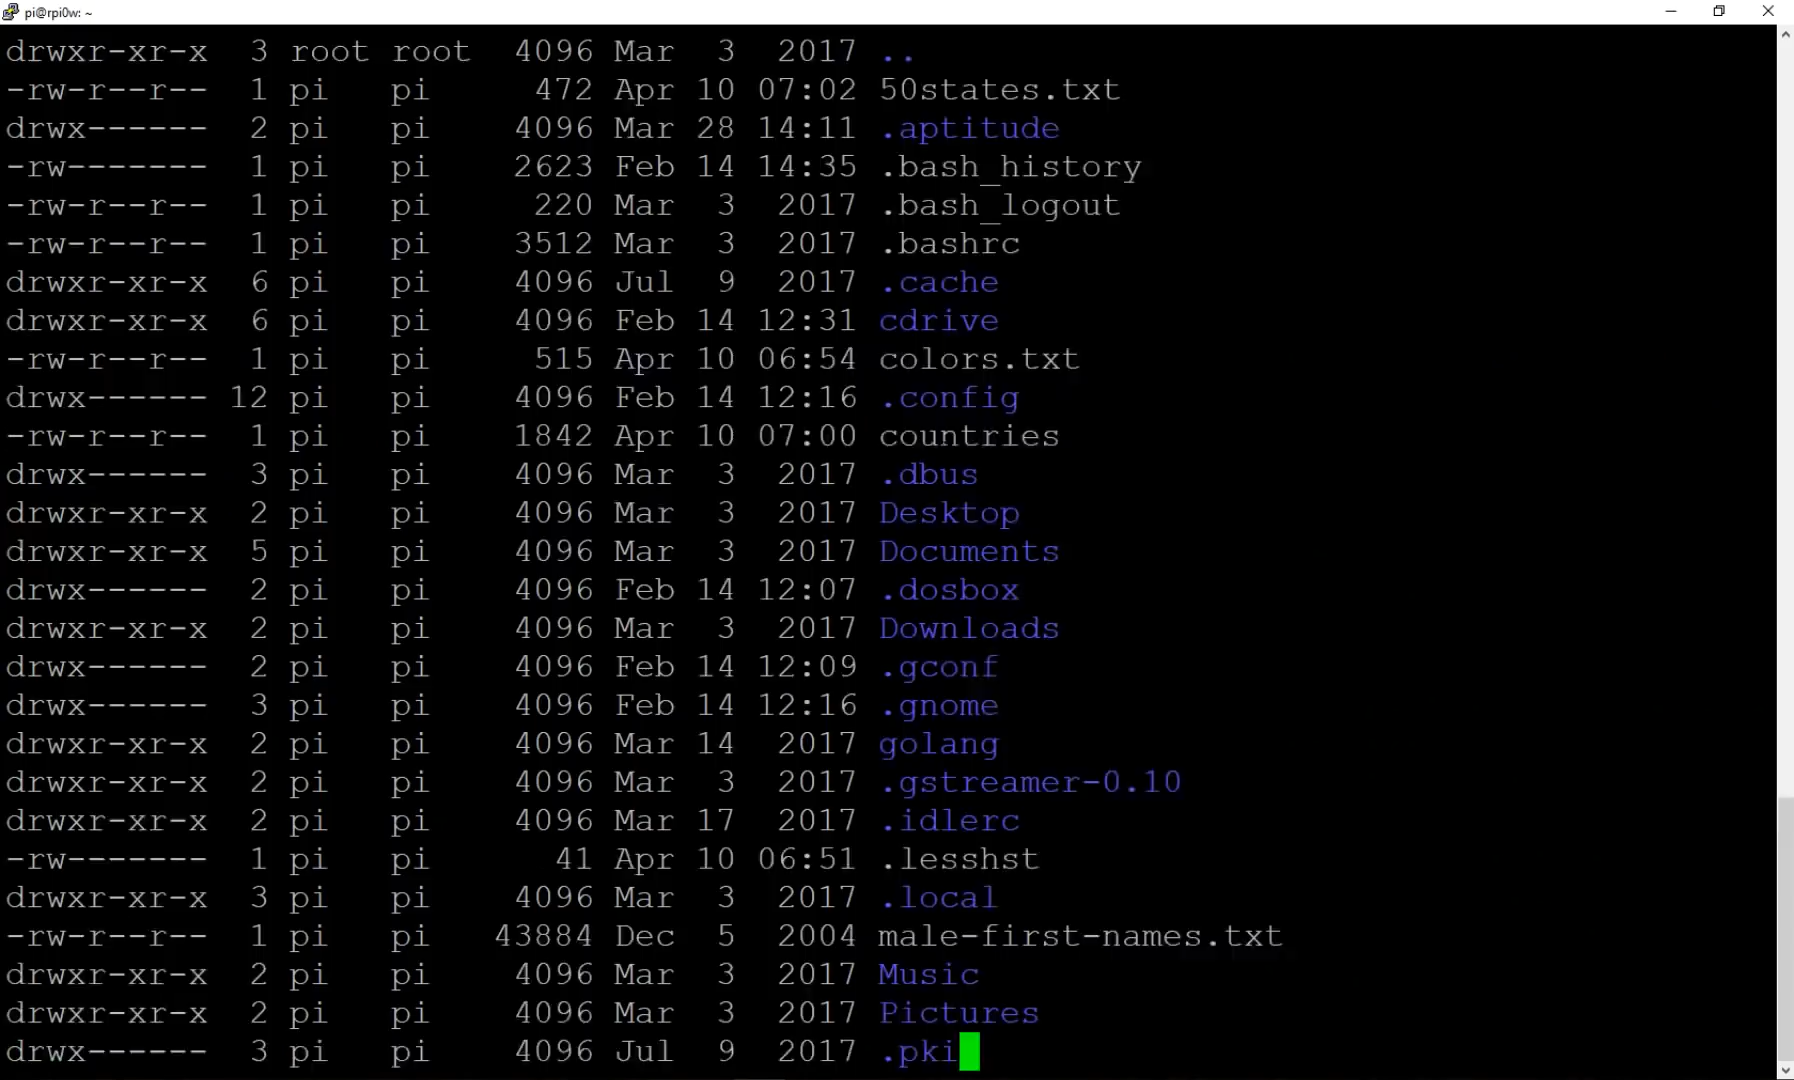 pi@rpi0w: ~
drwxr-xr-x  3 root root  4096 Mar  3  2017 ..
-rw-r--r--  1 pi   pi     472 Apr 10 07:02 50states.txt
drwx------  2 pi   pi    4096 Mar 28 14:11 .aptitude
-rw-------  1 pi   pi    2623 Feb 14 14:35 .bash_history
-rw-r--r--  1 pi   pi     220 Mar  3  2017 .bash_logout
-rw-r--r--  1 pi   pi    3512 Mar  3  2017 .bashrc
drwxr-xr-x  6 pi   pi    4096 Jul  9  2017 .cache
drwxr-xr-x  6 pi   pi    4096 Feb 14 12:31 cdrive
-rw-r--r--  1 pi   pi     515 Apr 10 06:54 colors.txt
drwx------ 12 pi   pi    4096 Feb 14 12:16 .config
-rw-r--r--  1 pi   pi    1842 Apr 10 07:00 countries
drwx------  3 pi   pi    4096 Mar  3  2017 .dbus
drwxr-xr-x  2 pi   pi    4096 Mar  3  2017 Desktop
drwxr-xr-x  5 pi   pi    4096 Mar  3  2017 Documents
drwx------  2 pi   pi    4096 Feb 14 12:07 .dosbox
drwxr-xr-x  2 pi   pi    4096 Mar  3  2017 Downloads
drwx------  2 pi   pi    4096 Feb 14 12:09 .gconf
drwx------  3 pi   pi    4096 Feb 14 12:16 .gnome
drwxr-xr-x  2 pi   pi    4096 Mar 14  2017 golang
drwxr-xr-x  2 pi   pi    4096 Mar  3  2017 .gstreamer-0.10
drwxr-xr-x  2 pi   pi    4096 Mar 17  2017 .idlerc
-rw-------  1 pi   pi      41 Apr 10 06:51 .lesshst
drwxr-xr-x  3 pi   pi    4096 Mar  3  2017 .local
-rw-r--r--  1 pi   pi   43884 Dec  5  2004 male-first-names.txt
drwxr-xr-x  2 pi   pi    4096 Mar  3  2017 Music
drwxr-xr-x  2 pi   pi    4096 Mar  3  2017 Pictures
drwx------  3 pi   pi    4096 Jul  9  2017 .pki